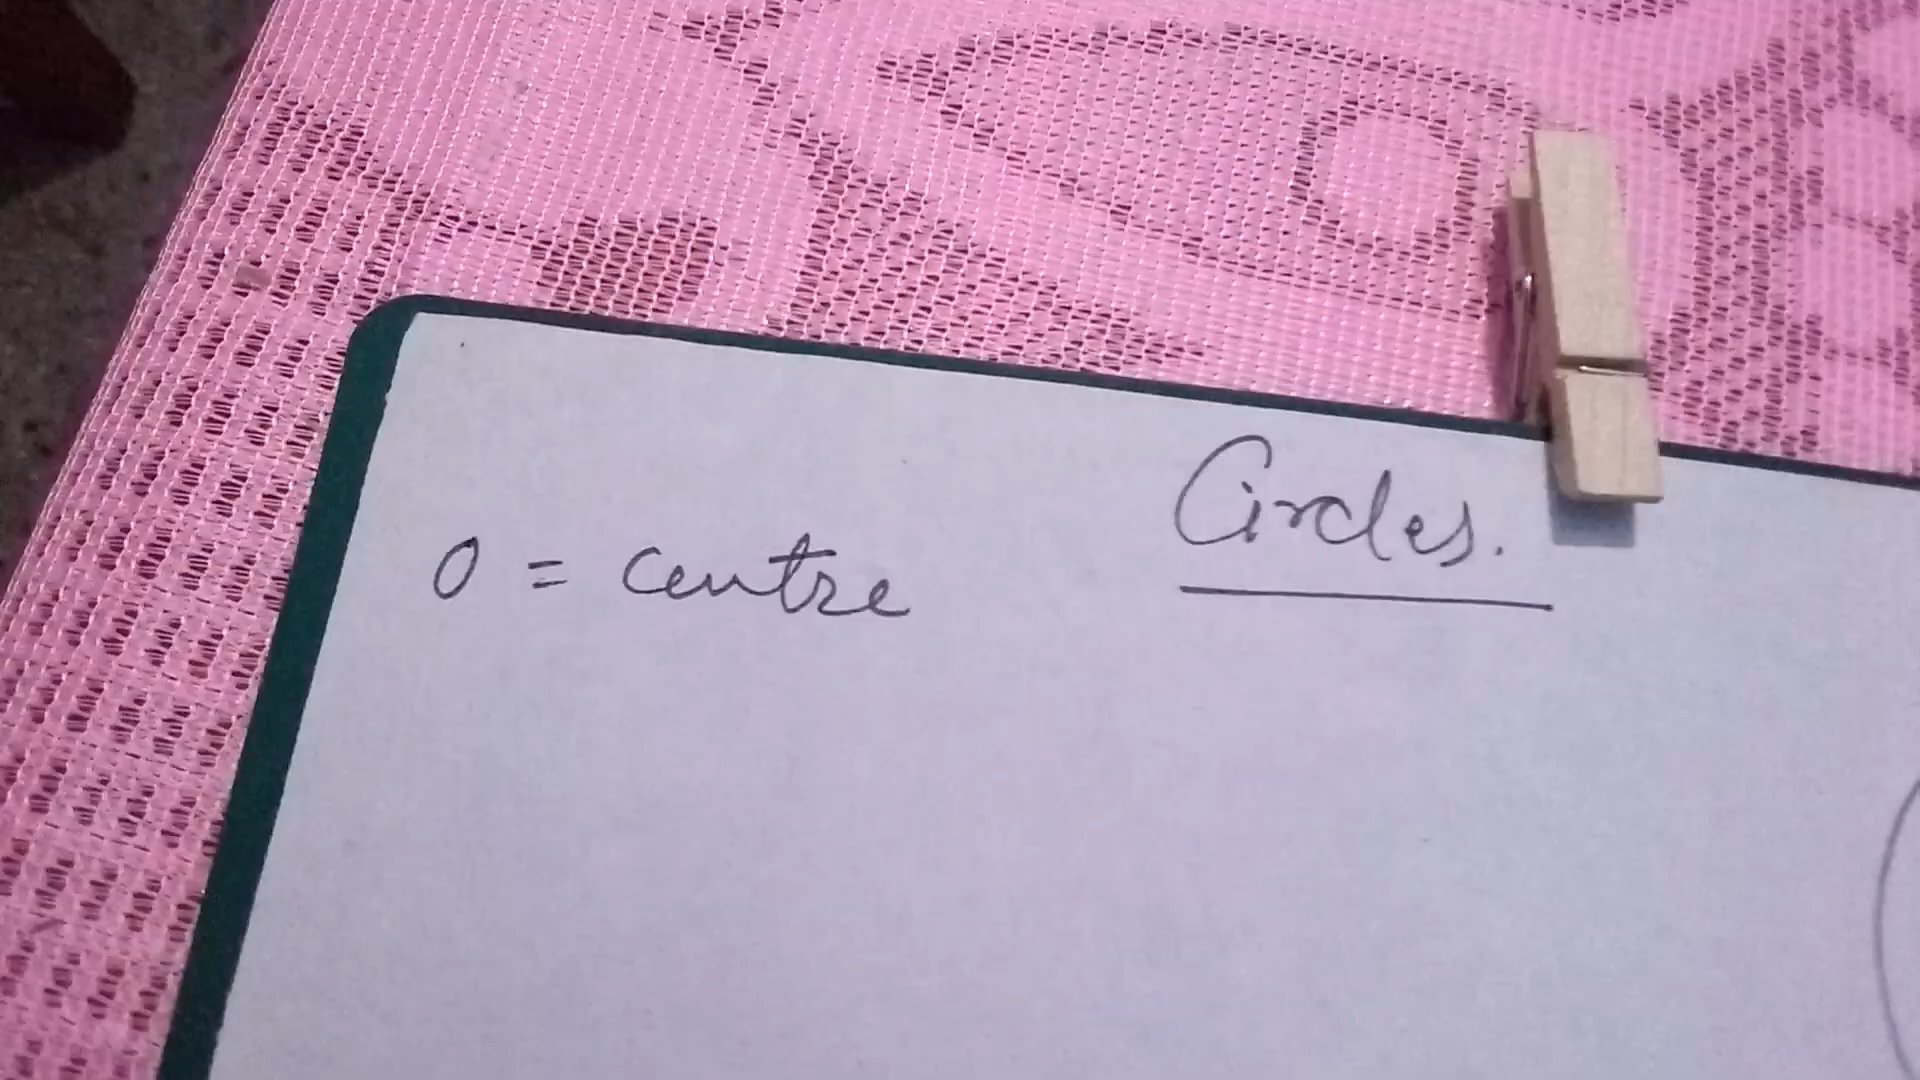 Circles.
O = centre